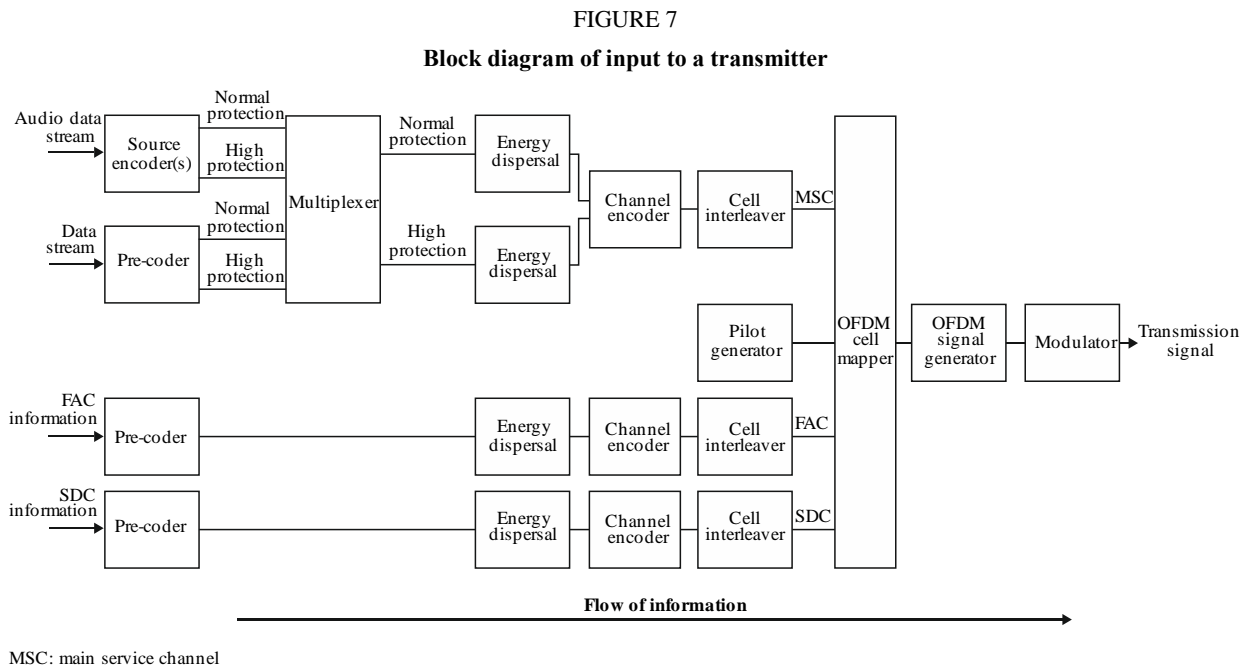 FIGURE 7
Block diagram of input to a transmitter
Audio data
stream
Source
encoder(s)
Normal
protection
High
protection
Data
stream
Pre-coder
Normal
protection
High
protection
Multiplexer
Normal
protection
High
protection
Energy
dispersal
Energy
dispersal
Channel
encoder
Cell
interleaver
MSC
Pilot
generator
OFDM
cell
mapper
OFDM
signal
generator
Modulator
Transmission
signal
FAC
information
Pre-coder
Energy
dispersal
Channel
encoder
Cell
interleaver
FAC
SDC
information
Pre-coder
Energy
dispersal
Channel
encoder
Cell
interleaver
SDC
Flow of information
MSC: main service channel